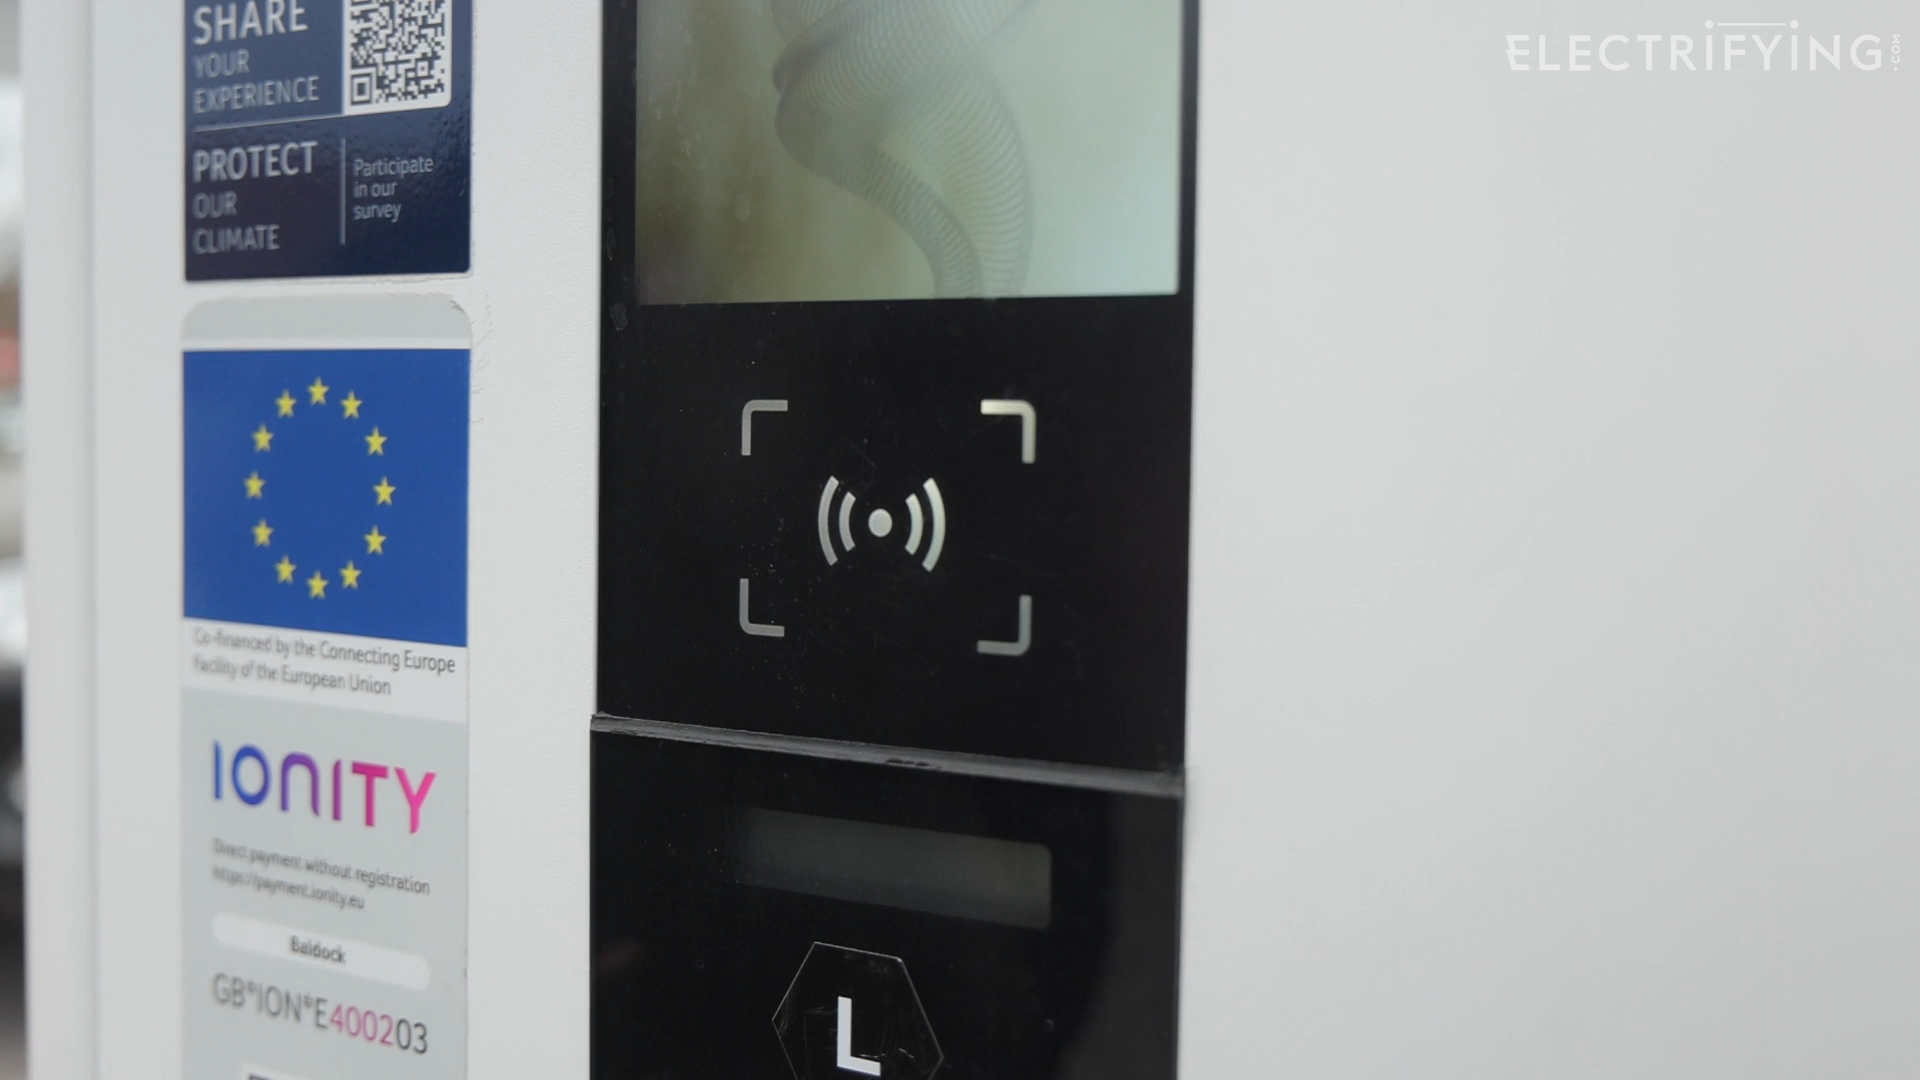 SHARE
YOUR
EXPERIENCE
PROTECT
OUR
CLIMATE
Participate
in our
survey
Co-financed by the Connecting Europe
Facility of the European Union
IONITY
Direct payment without registration
https://payment.ionity.eu
Baldock
GB*ION*E400203
L
ELECTRIFYING.COM